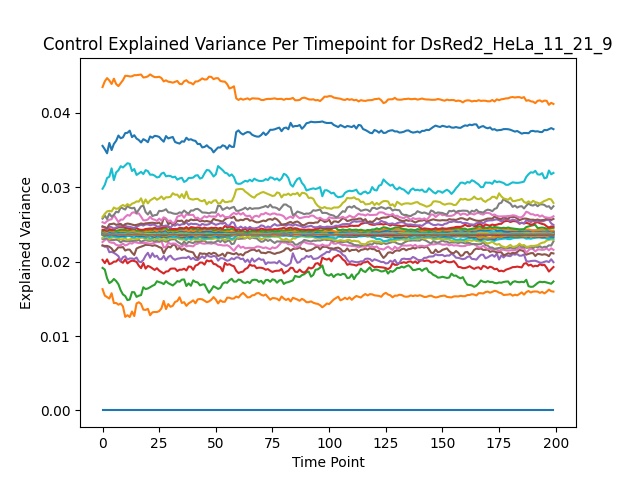 Control Explained Variance Per Timepoint for DsRed2_HeLa_11_21_9
Explained Variance
0.04
0.03
0.02
0.01
0.00
0 25 50 75 100 125 150 175 200
Time Point